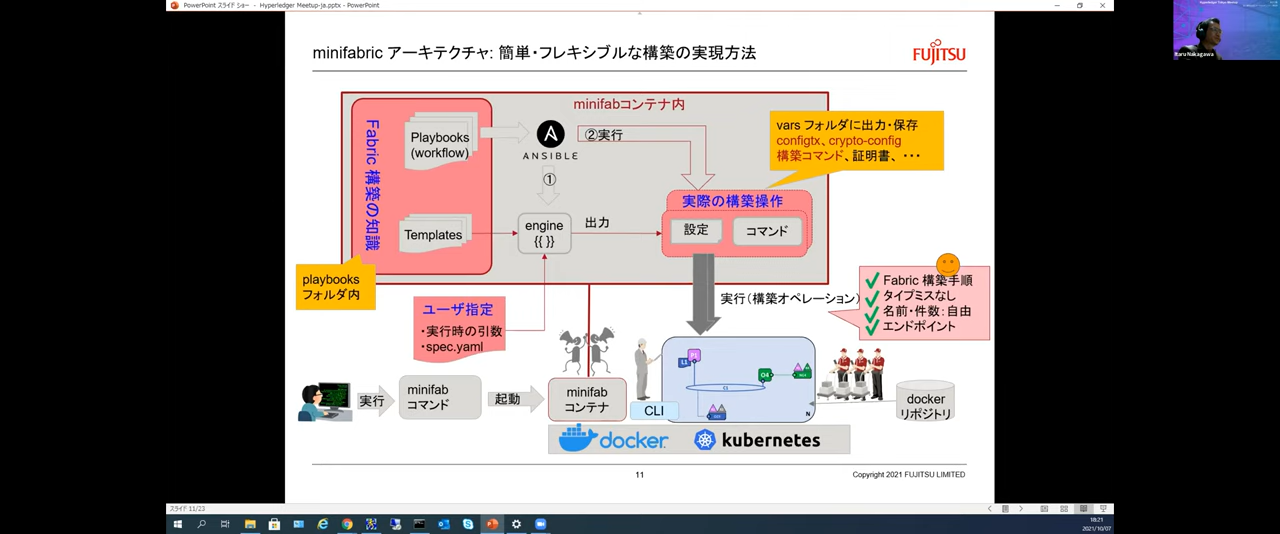 PowerPoint スライド ショー - Hyperledger Meetup-ja.pptx - PowerPoint
Itaru Nakagawa
minifabric アーキテクチャ: 簡単・フレキシブルな構築の実現方法
FUJITSU
minifabコンテナ内
Fabric 構築の知識
Playbooks
(workflow)
ANSIBLE
②実行
①
vars フォルダに出力・保存
configtx、crypto-config
構築コマンド、証明書、・・・
実際の構築操作
設定
コマンド
Templates
engine
{{ }}
出力
playbooks
フォルダ内
ユーザ指定
・実行時の引数
・spec.yaml
実行（構築オペレーション）
Fabric 構築手順
タイプミスなし
名前・件数：自由
エンドポイント
実行
minifab
コマンド
起動
minifab
コンテナ
CLI
P1
L1
O4
N
docker
リポジトリ
docker
kubernetes
11
Copyright 2021 FUJITSU LIMITED
スライド 11/23
18:21
2021/10/07